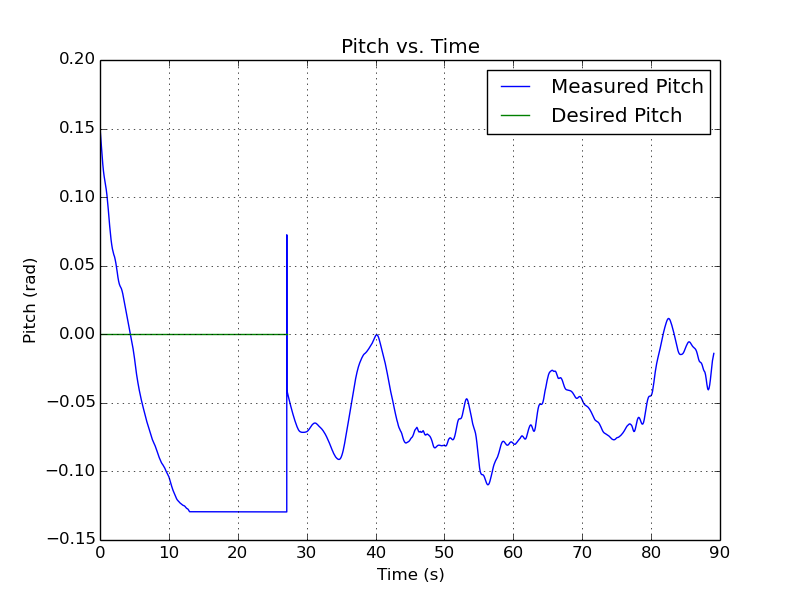 Pitch vs. Time
Measured Pitch
Desired Pitch
Pitch (rad)
0.20
0.15
0.10
0.05
0.00
−0.05
−0.10
−0.15
0 10 20 30 40 50 60 70 80 90
Time (s)